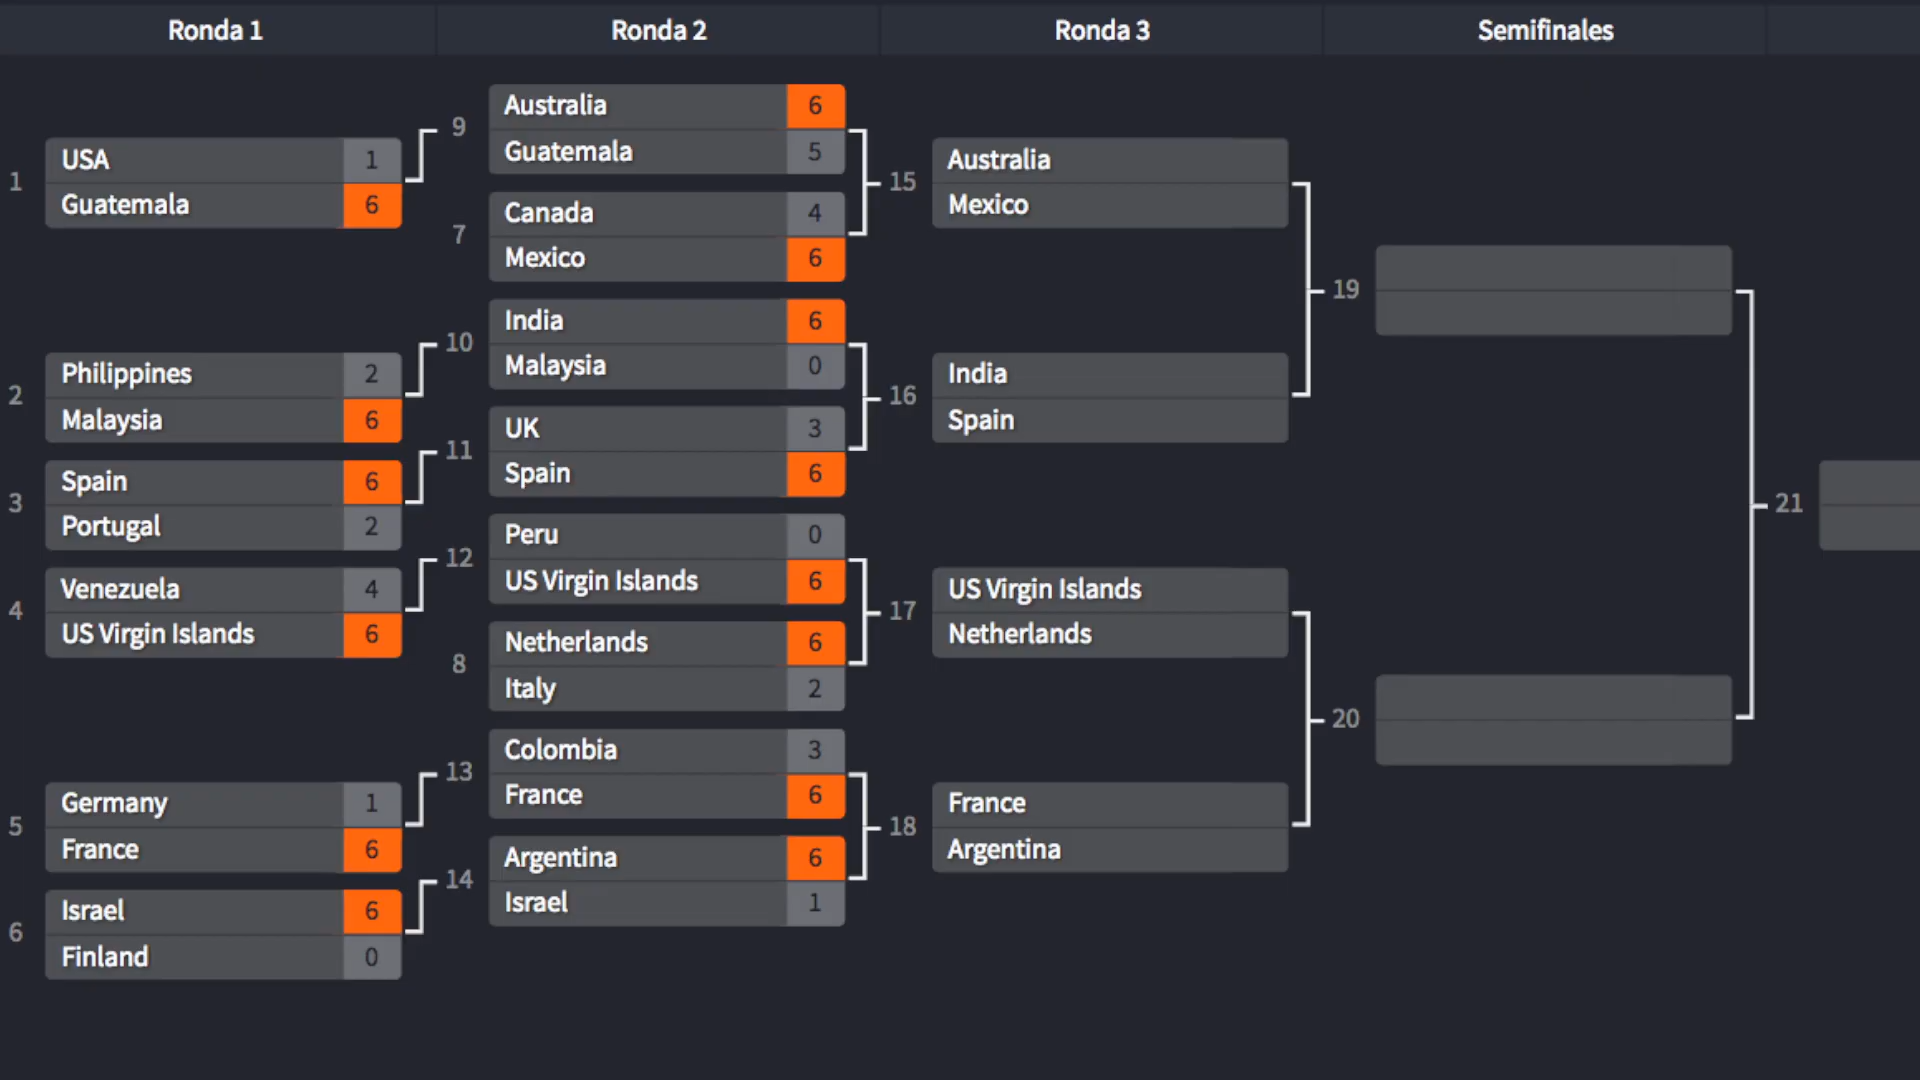 Ronda 1
Ronda 2
Ronda 3
Semifinales
1
USA 1
Guatemala 6
2
Philippines 2
Malaysia 6
3
Spain 6
Portugal 2
4
Venezuela 4
US Virgin Islands 6
5
Germany 1
France 6
6
Israel 6
Finland 0
9
Australia 6
Guatemala 5
7
Canada 4
Mexico 6
10
India 6
Malaysia 0
11
UK 3
Spain 6
12
Peru 0
US Virgin Islands 6
8
Netherlands 6
Italy 2
13
Colombia 3
France 6
14
Argentina 6
Israel 1
15
Australia
Mexico
16
India
Spain
17
US Virgin Islands
Netherlands
18
France
Argentina
19
20
21